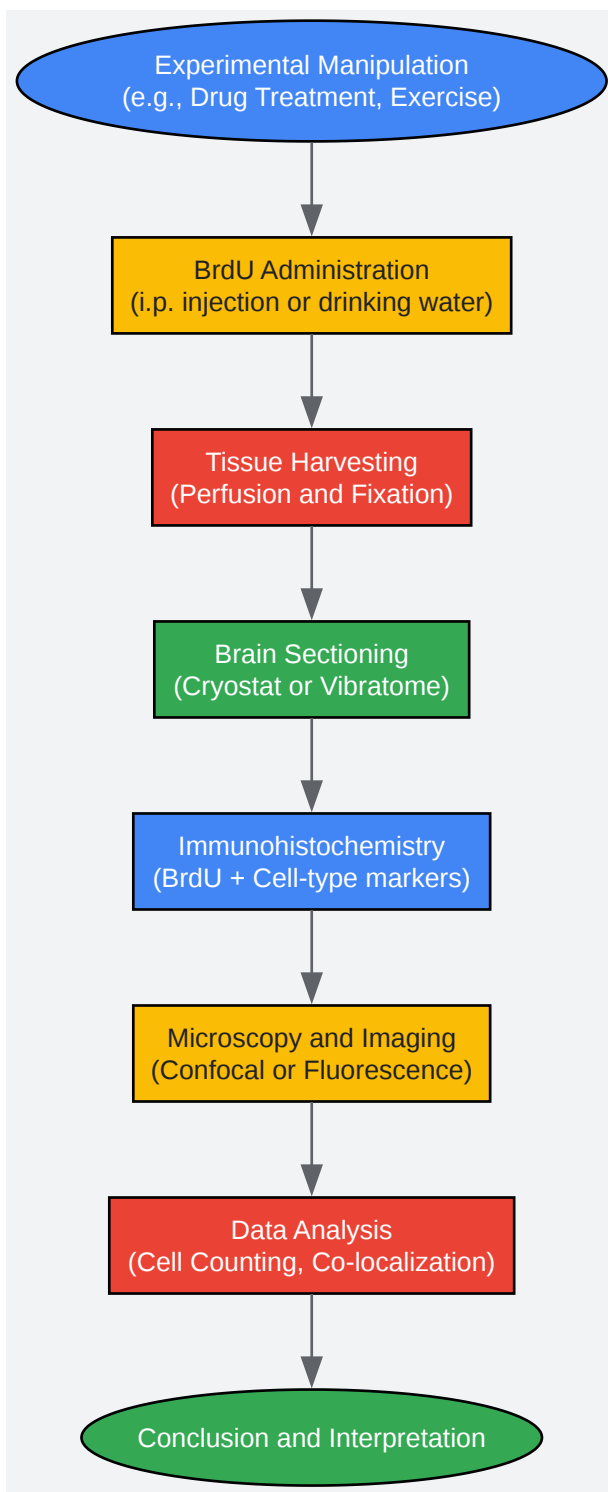 Experimental Manipulation
(e.g., Drug Treatment, Exercise)
BrdU Administration
(i.p. injection or drinking water)
Tissue Harvesting
(Perfusion and Fixation)
Brain Sectioning
(Cryostat or Vibratome)
Immunohistochemistry
(BrdU + Cell-type markers)
Microscopy and Imaging
(Confocal or Fluorescence)
Data Analysis
(Cell Counting, Co-localization)
Conclusion and Interpretation